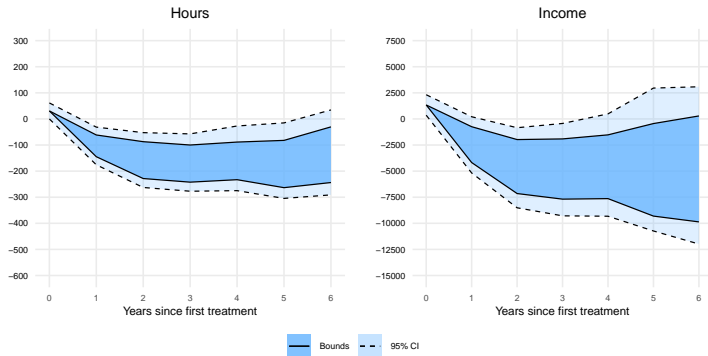 Hours
300
200
100
0
−100
−200
−300
−400
−500
−600
0 1 2 3 4 5 6
Years since first treatment
Income
7500
5000
2500
0
−2500
−5000
−7500
−10000
−12500
−15000
0 1 2 3 4 5 6
Years since first treatment
Bounds 95% CI